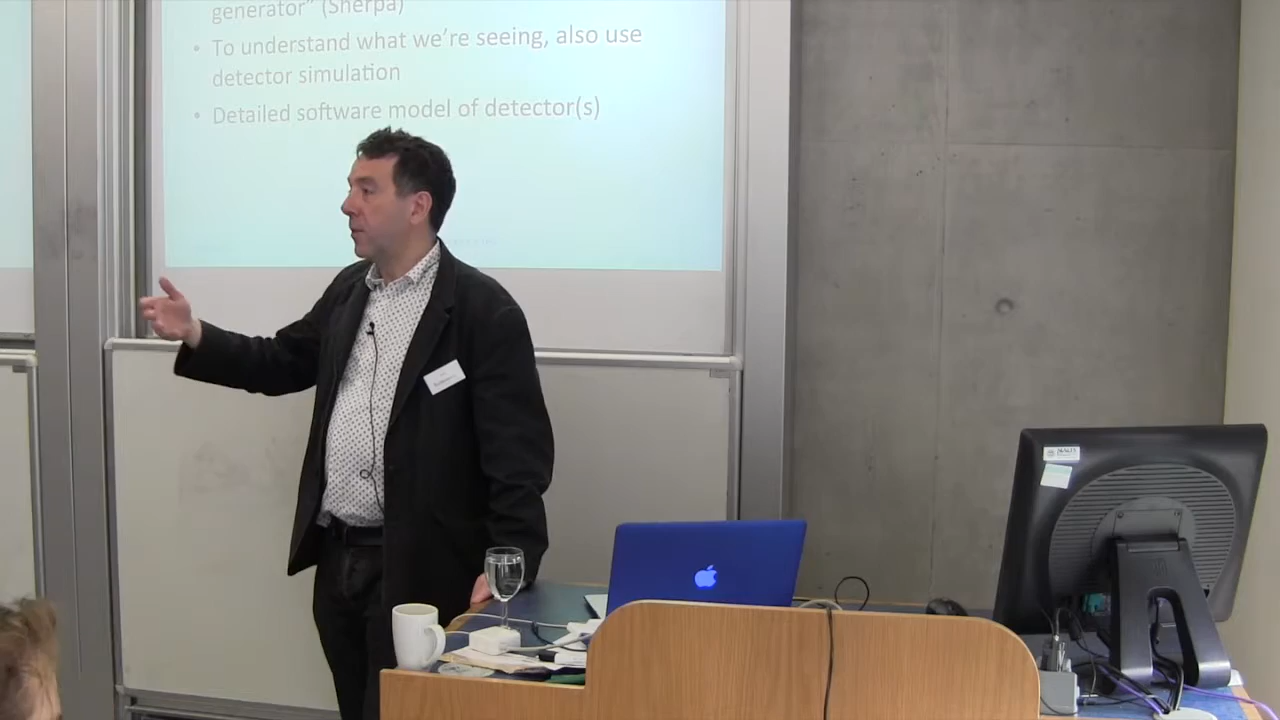 generator” (Sherpa)
• To understand what we’re seeing, also use
detector simulation
• Detailed software model of detector(s)